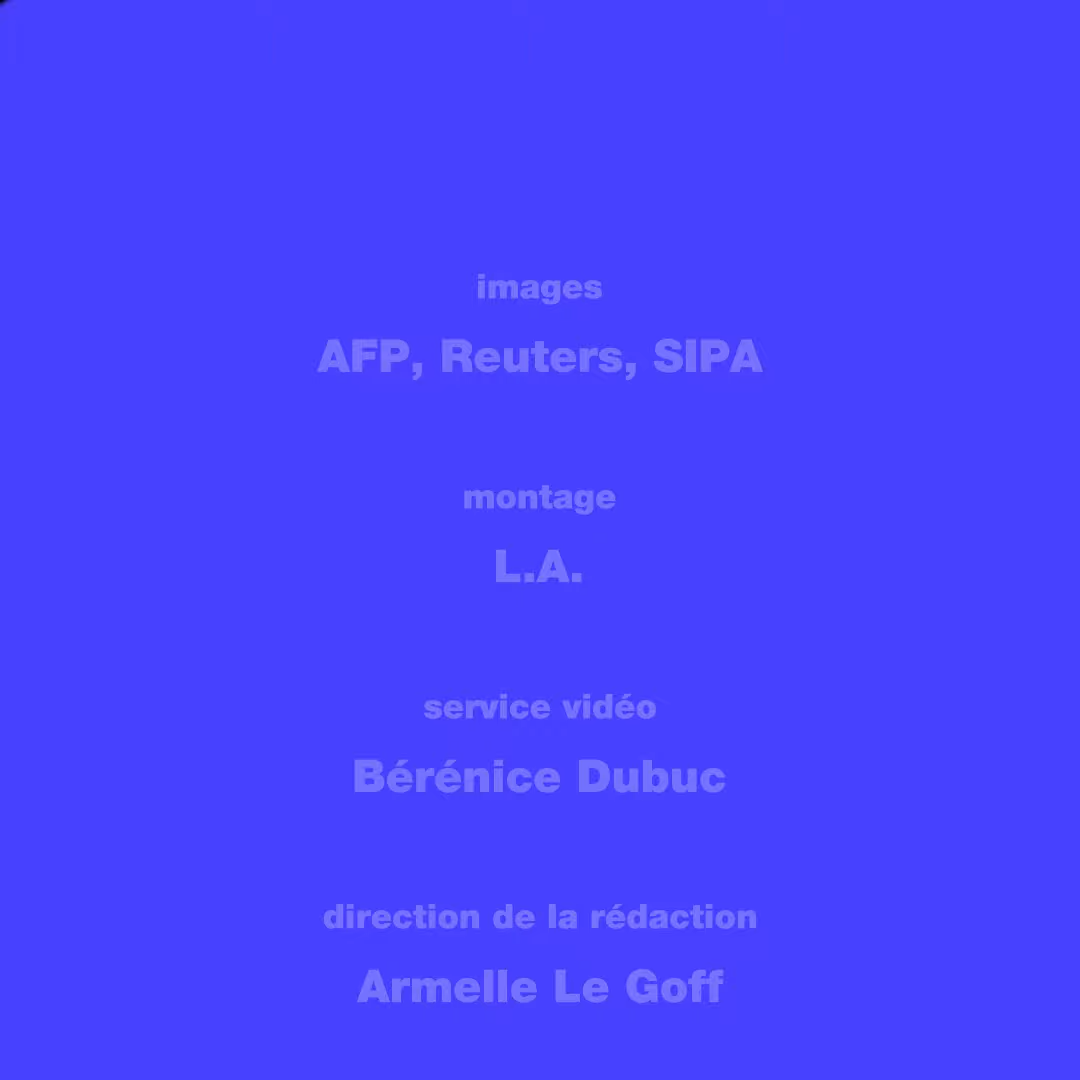 images
AFP, Reuters, SIPA
montage
L.A.
service vidéo
Bérénice Dubuc
direction de la rédaction
Armelle Le Goff